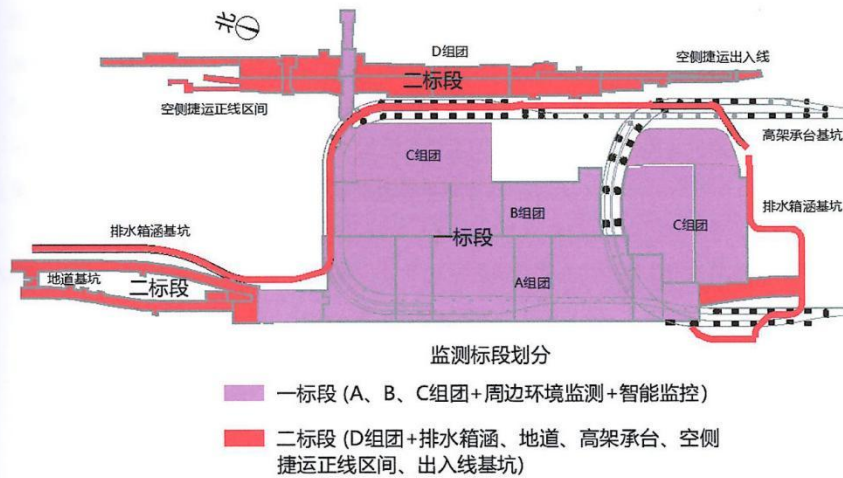 北
D组团
二标段
空侧捷运出入线
空侧捷运正线区间
高架承台基坑
C组团
排水箱涵基坑
B组团
C组团
一标段
排水箱涵基坑
地道基坑
二标段
A组团
监测标段划分
一标段 (A、B、C组团+周边环境监测+智能监控)
二标段 (D组团+排水箱涵、地道、高架承台、空侧
捷运正线区间、出入线基坑)